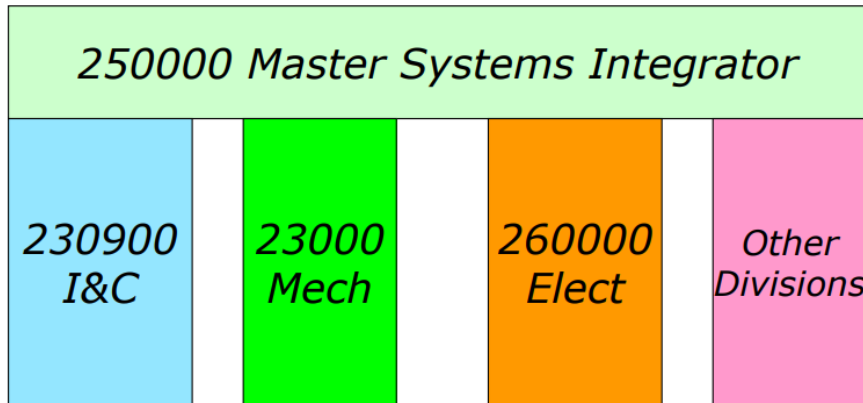 250000 Master Systems Integrator
230900
I&C
23000
Mech
260000
Elect
Other
Divisions